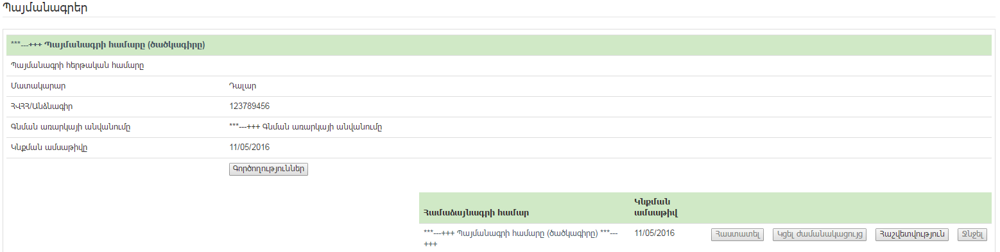 Պայմանագրեր
***---+++ Պայմանագրի համարը (ծածկագիրը)
Պայմանագրի հերթական համարը
Մատակարար Դալար
ՀՎՀՀ/Անձնագիր 123789456
Գնման առարկայի անվանումը ***---+++ Գնման առարկայի անվանումը
Կնքման ամսաթիվը 11/05/2016
Գործողություններ
Համաձայնագրի համար Կնքման
ամսաթիվ
***---+++ Պայմանագրի համարը (ծածկագիրը) ***--- 11/05/2016 Հաստատել Կցել ժամանակացույց Հաշվետվություն Ջնջել
+++